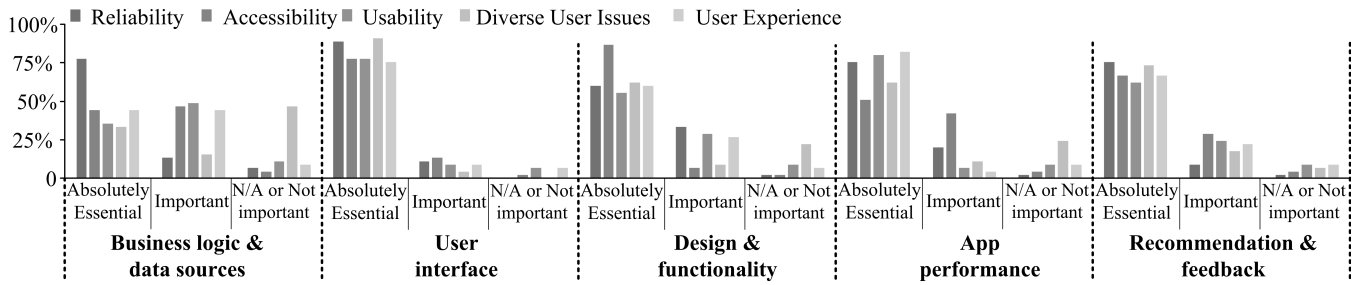 Reliability Accessibility Usability Diverse User Issues User Experience
100%
75%
50%
25%
0
Absolutely Essential
Important
N/A or Not important
Absolutely Essential
Important
N/A or Not important
Absolutely Essential
Important
N/A or Not important
Absolutely Essential
Important
N/A or Not important
Absolutely Essential
Important
N/A or Not important
Business logic &
data sources
User
interface
Design &
functionality
App
performance
Recommendation &
feedback